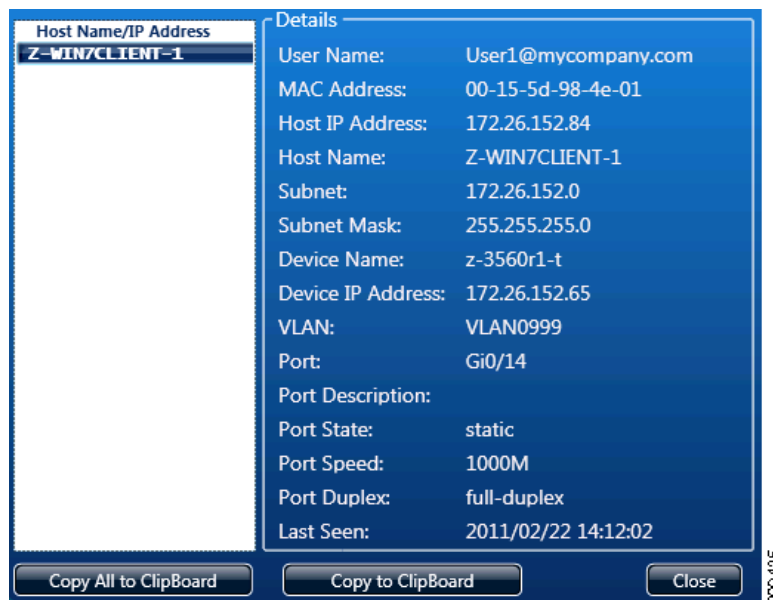 Host Name/IP Address
Z-WIN7CLIENT-1
Details
User Name: User1@mycompany.com
MAC Address: 00-15-5d-98-4e-01
Host IP Address: 172.26.152.84
Host Name: Z-WIN7CLIENT-1
Subnet: 172.26.152.0
Subnet Mask: 255.255.255.0
Device Name: z-3560r1-t
Device IP Address: 172.26.152.65
VLAN: VLAN0999
Port: Gi0/14
Port Description:
Port State: static
Port Speed: 1000M
Port Duplex: full-duplex
Last Seen: 2011/02/22 14:12:02
Copy All to ClipBoard Copy to ClipBoard Close